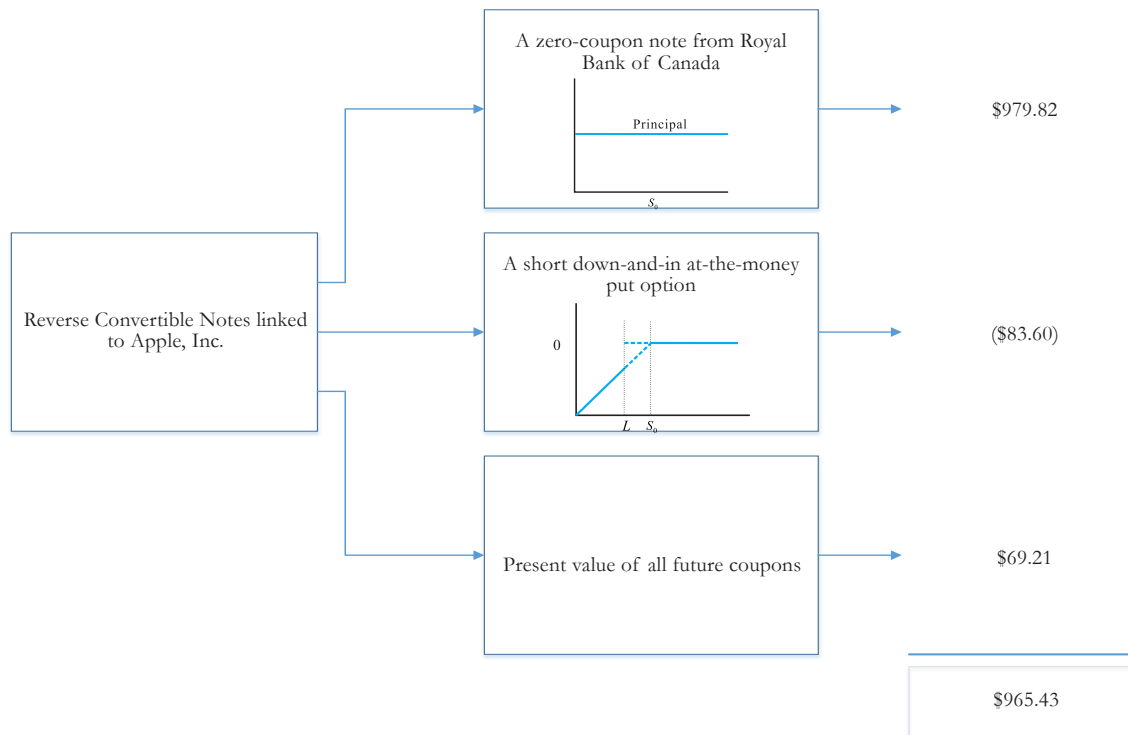 A zero-coupon note from Royal
Bank of Canada
Principal
S₀
$979.82
Reverse Convertible Notes linked
to Apple, Inc.
A short down-and-in at-the-money
put option
0
L S₀
($83.60)
Present value of all future coupons
$69.21
$965.43